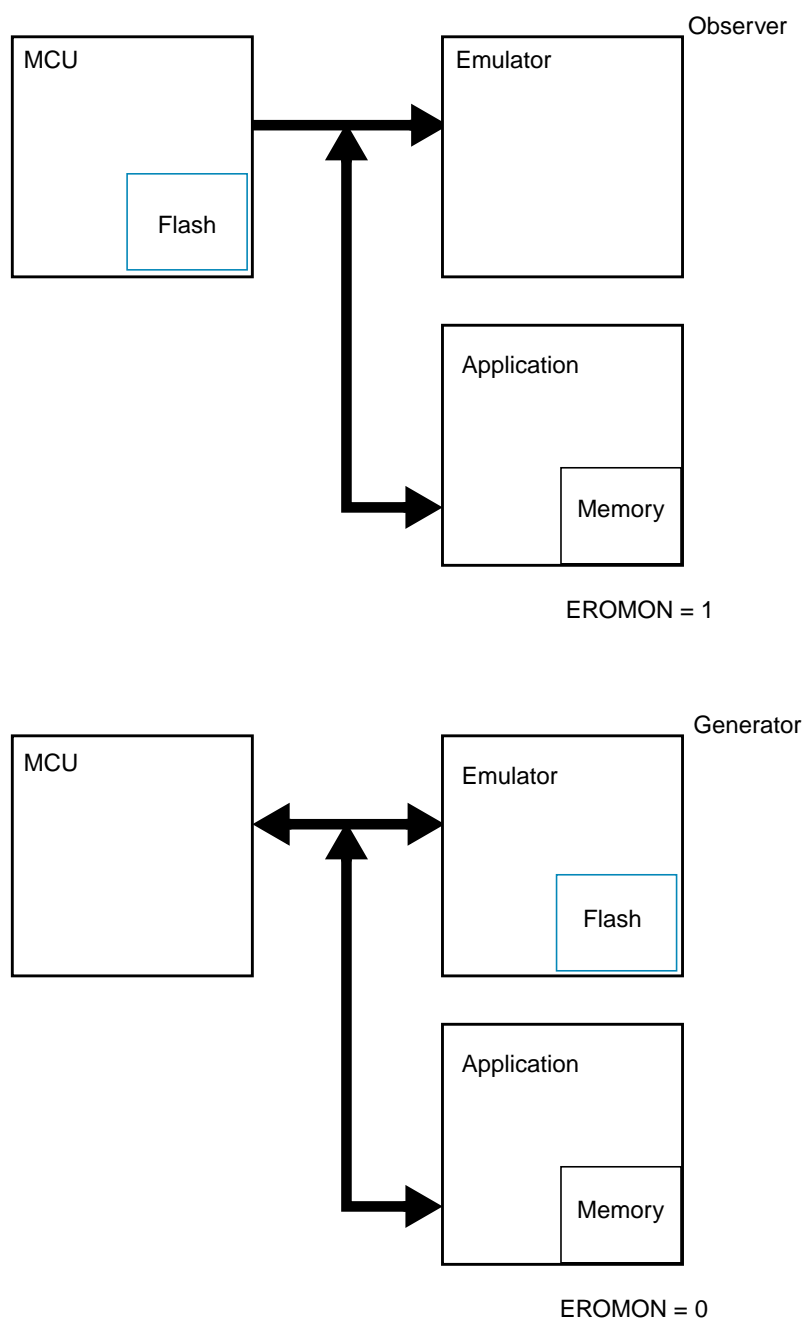 Observer
MCU
Emulator
Flash
Application
Memory
EROMON = 1
Generator
MCU
Emulator
Flash
Application
Memory
EROMON = 0